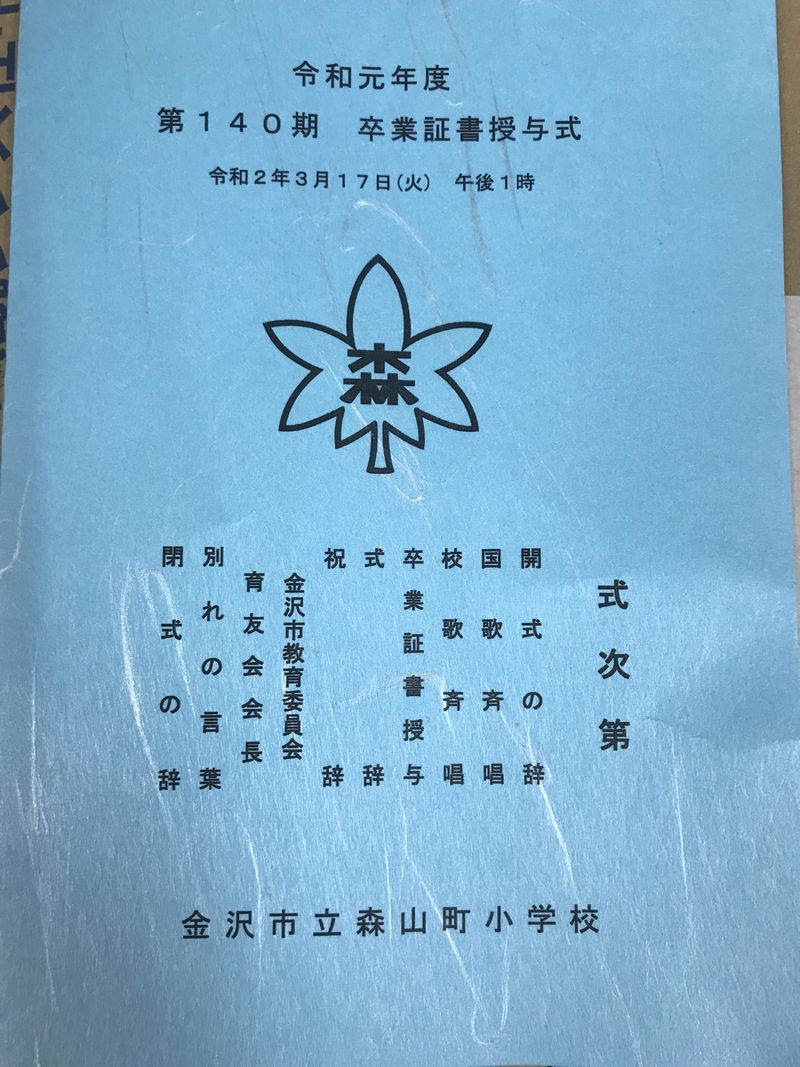 令和元年度
第１４０期　卒業証書授与式
令和２年３月１７日(火)　午後１時
森
式次第
開式の辞
国歌斉唱
校歌斉唱
卒業証書授与
式辞
祝辞
金沢市教育委員会
育友会会長
別れの言葉
閉式の辞
金沢市立森山町小学校